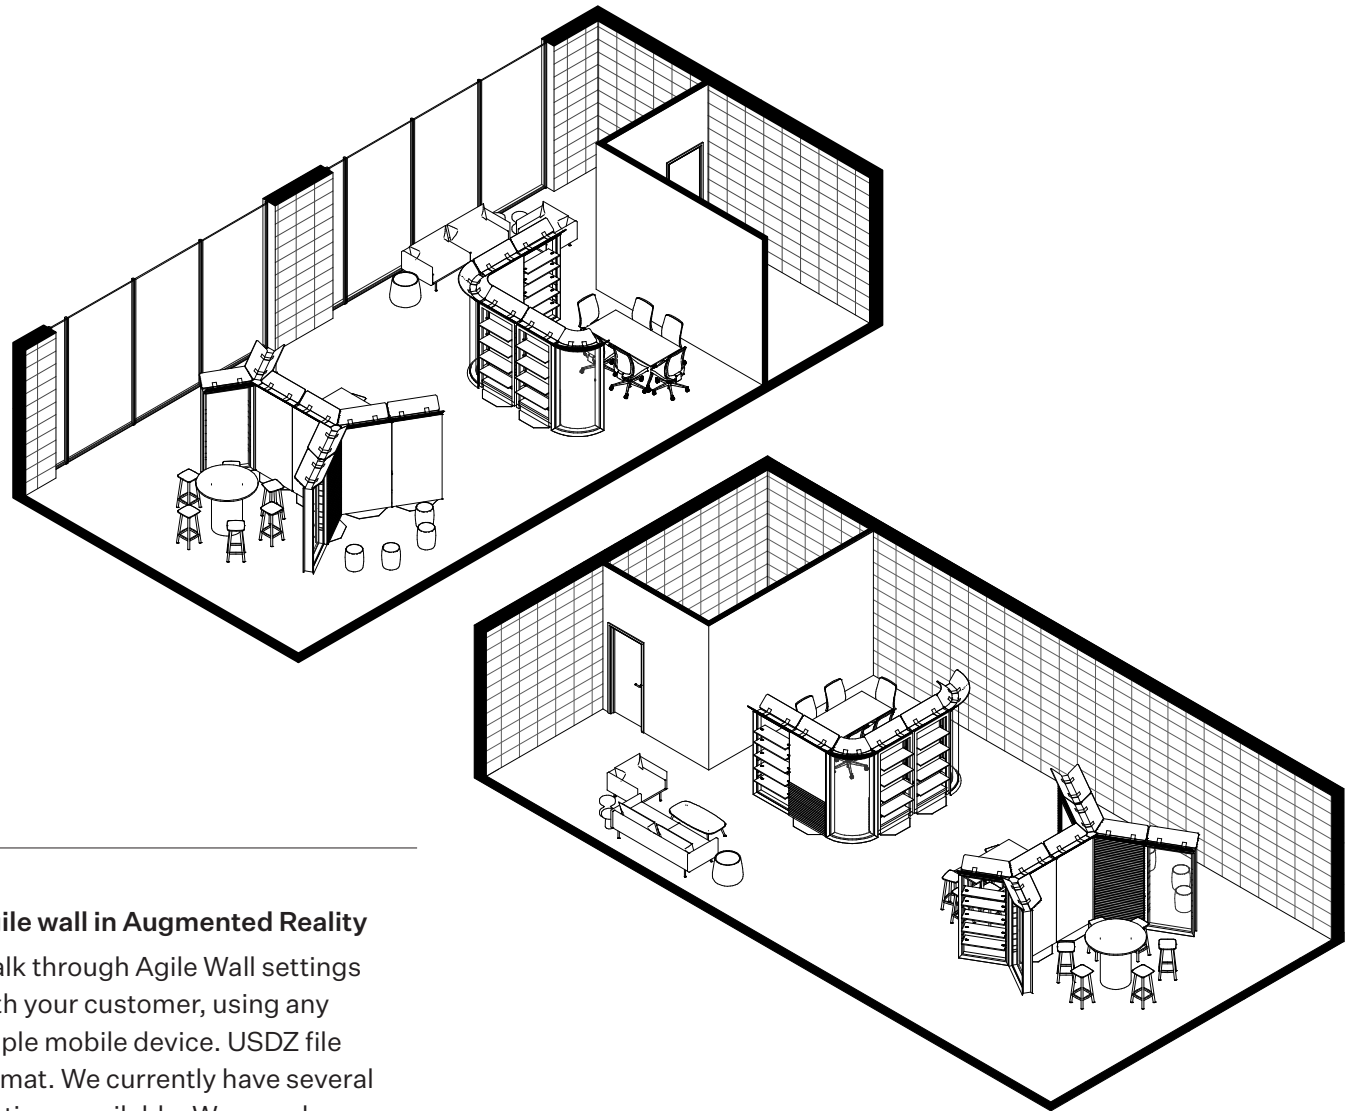 ile wall in Augmented Reality
alk through Agile Wall settings
th your customer, using any
ple mobile device. USDZ file
mat. We currently have several